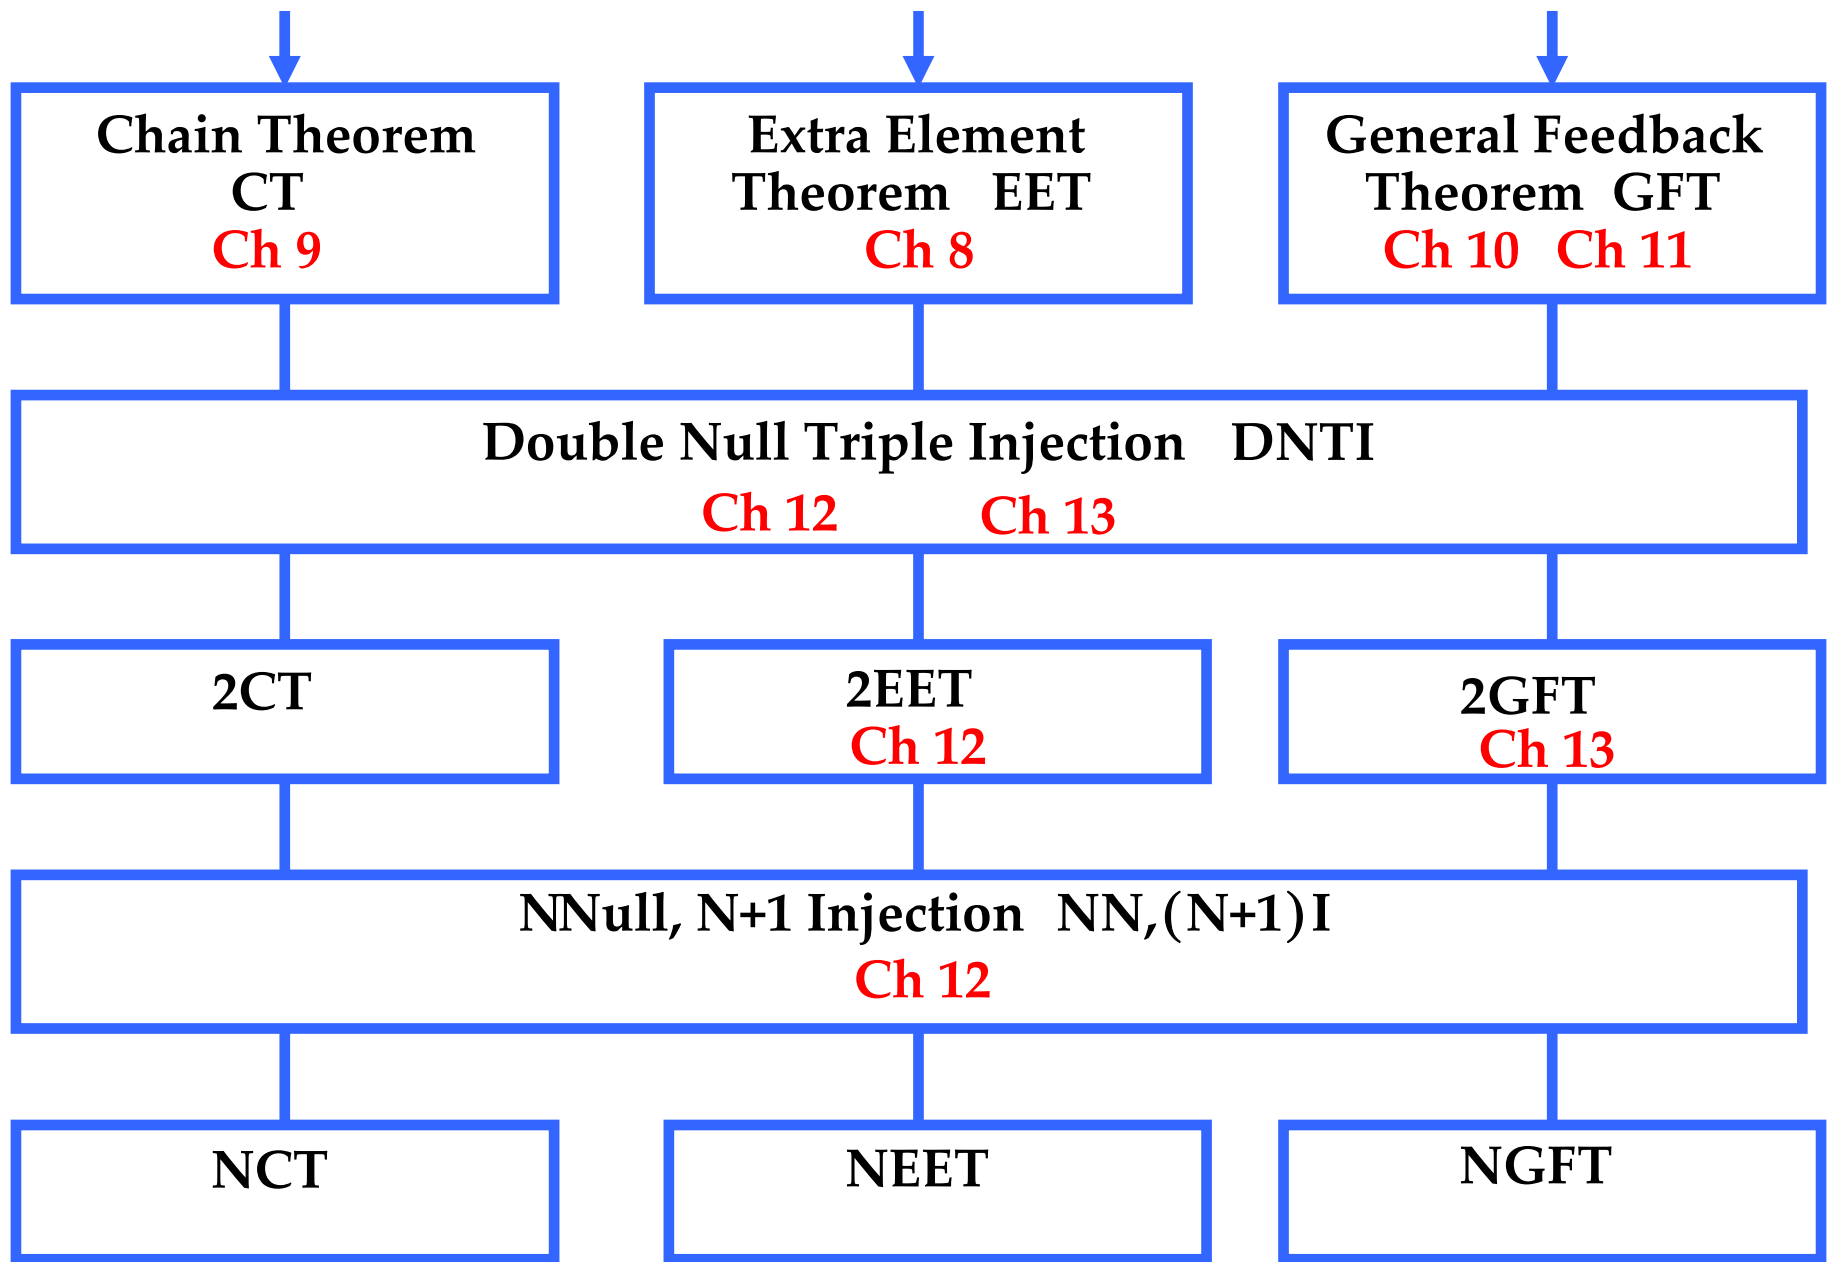 Chain Theorem
CT
Ch 9
Extra Element
Theorem EET
Ch 8
General Feedback
Theorem GFT
Ch 10 Ch 11
Double Null Triple Injection DNTI
Ch 12 Ch 13
2CT
2EET
Ch 12
2GFT
Ch 13
NNull, N+1 Injection NN,(N+1)I
Ch 12
NCT
NEET
NGFT